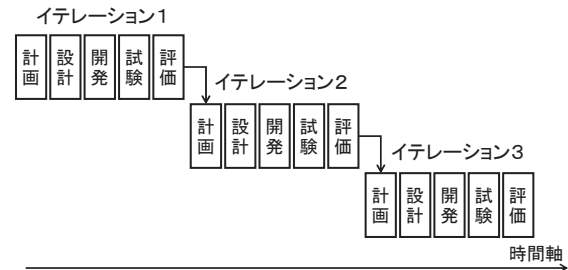 イテレーション1
計画
設計
開発
試験
評価
イテレーション2
計画
設計
開発
試験
評価
イテレーション3
計画
設計
開発
試験
評価
時間軸